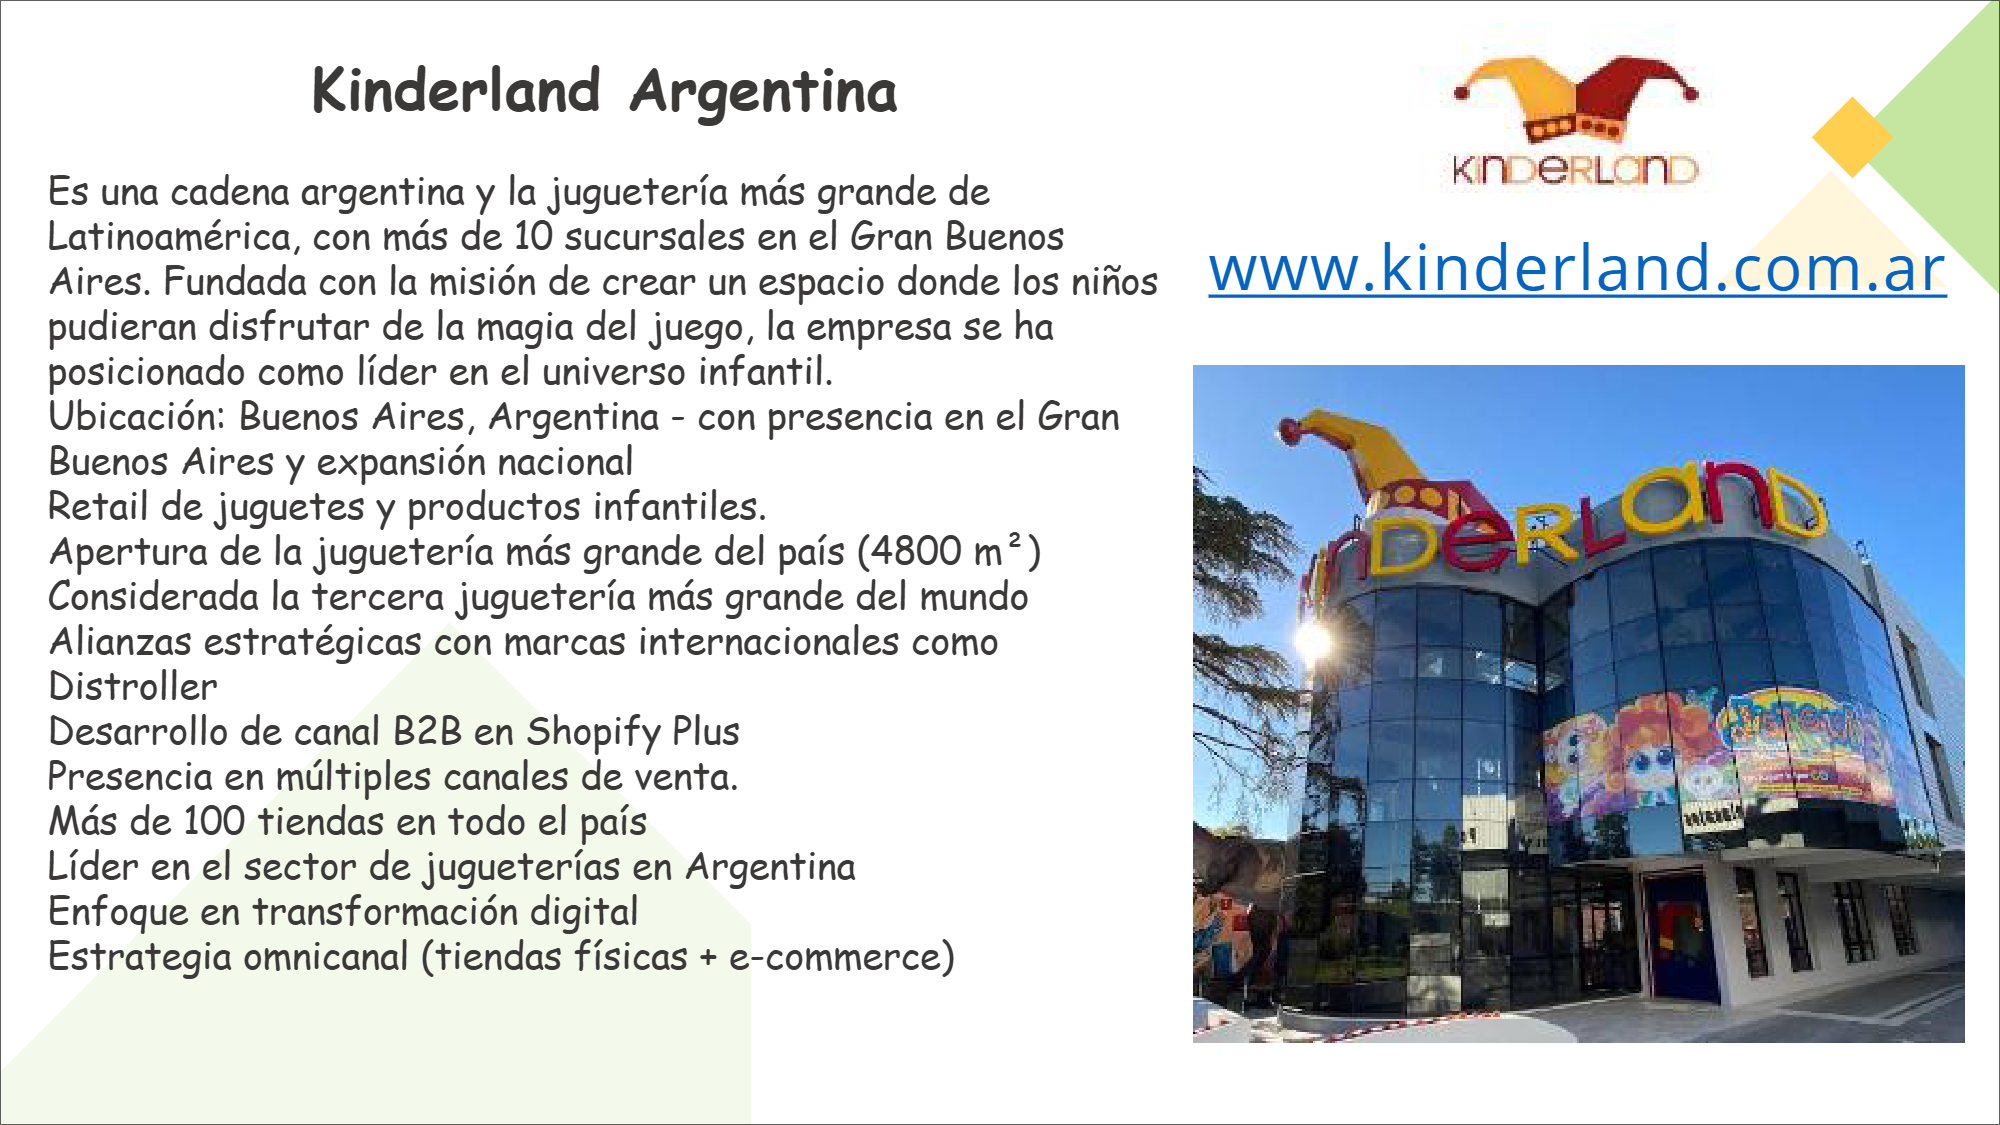 Kinderland Argentina
Es una cadena argentina y la juguetería más grande de
Latinoamérica, con más de 10 sucursales en el Gran Buenos
Aires. Fundada con la misión de crear un espacio donde los niños
pudieran disfrutar de la magia del juego, la empresa se ha
posicionado como líder en el universo infantil.
Ubicación: Buenos Aires, Argentina - con presencia en el Gran
Buenos Aires y expansión nacional
Retail de juguetes y productos infantiles.
Apertura de la juguetería más grande del país (4800 m²)
Considerada la tercera juguetería más grande del mundo
Alianzas estratégicas con marcas internacionales como
Distroller
Desarrollo de canal B2B en Shopify Plus
Presencia en múltiples canales de venta.
Más de 100 tiendas en todo el país
Líder en el sector de jugueterías en Argentina
Enfoque en transformación digital
Estrategia omnicanal (tiendas físicas + e-commerce)
KINDERLAND
www.kinderland.com.ar
INDERLAND